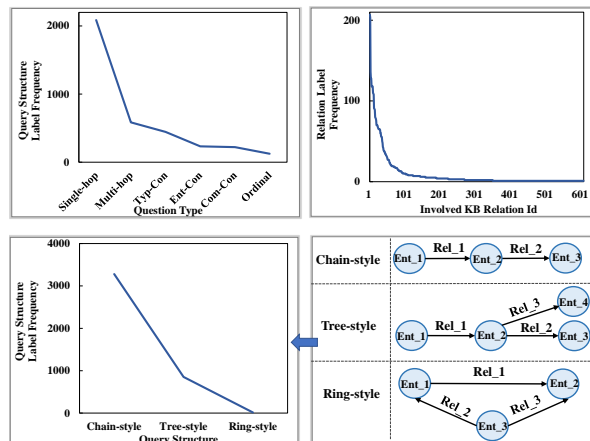 Query Structure
Label Frequency
2000
1000
0
Single-hop
Multi-hop
Typ-Con
Ent-Con
Com-Con
Ordinal
Question Type
Relation Label
Frequency
200
100
0
1
101
201
301
401
501
601
Involved KB Relation Id
Query Structure
Label Frequency
4000
3000
2000
1000
0
Chain-style
Tree-style
Ring-style
Query Structure
Chain-style
Ent_1
Rel_1
Ent_2
Rel_2
Ent_3
Tree-style
Ent_1
Rel_1
Ent_2
Rel_3
Ent_4
Rel_2
Ent_3
Ring-style
Ent_1
Rel_1
Ent_2
Rel_2
Ent_3
Rel_3